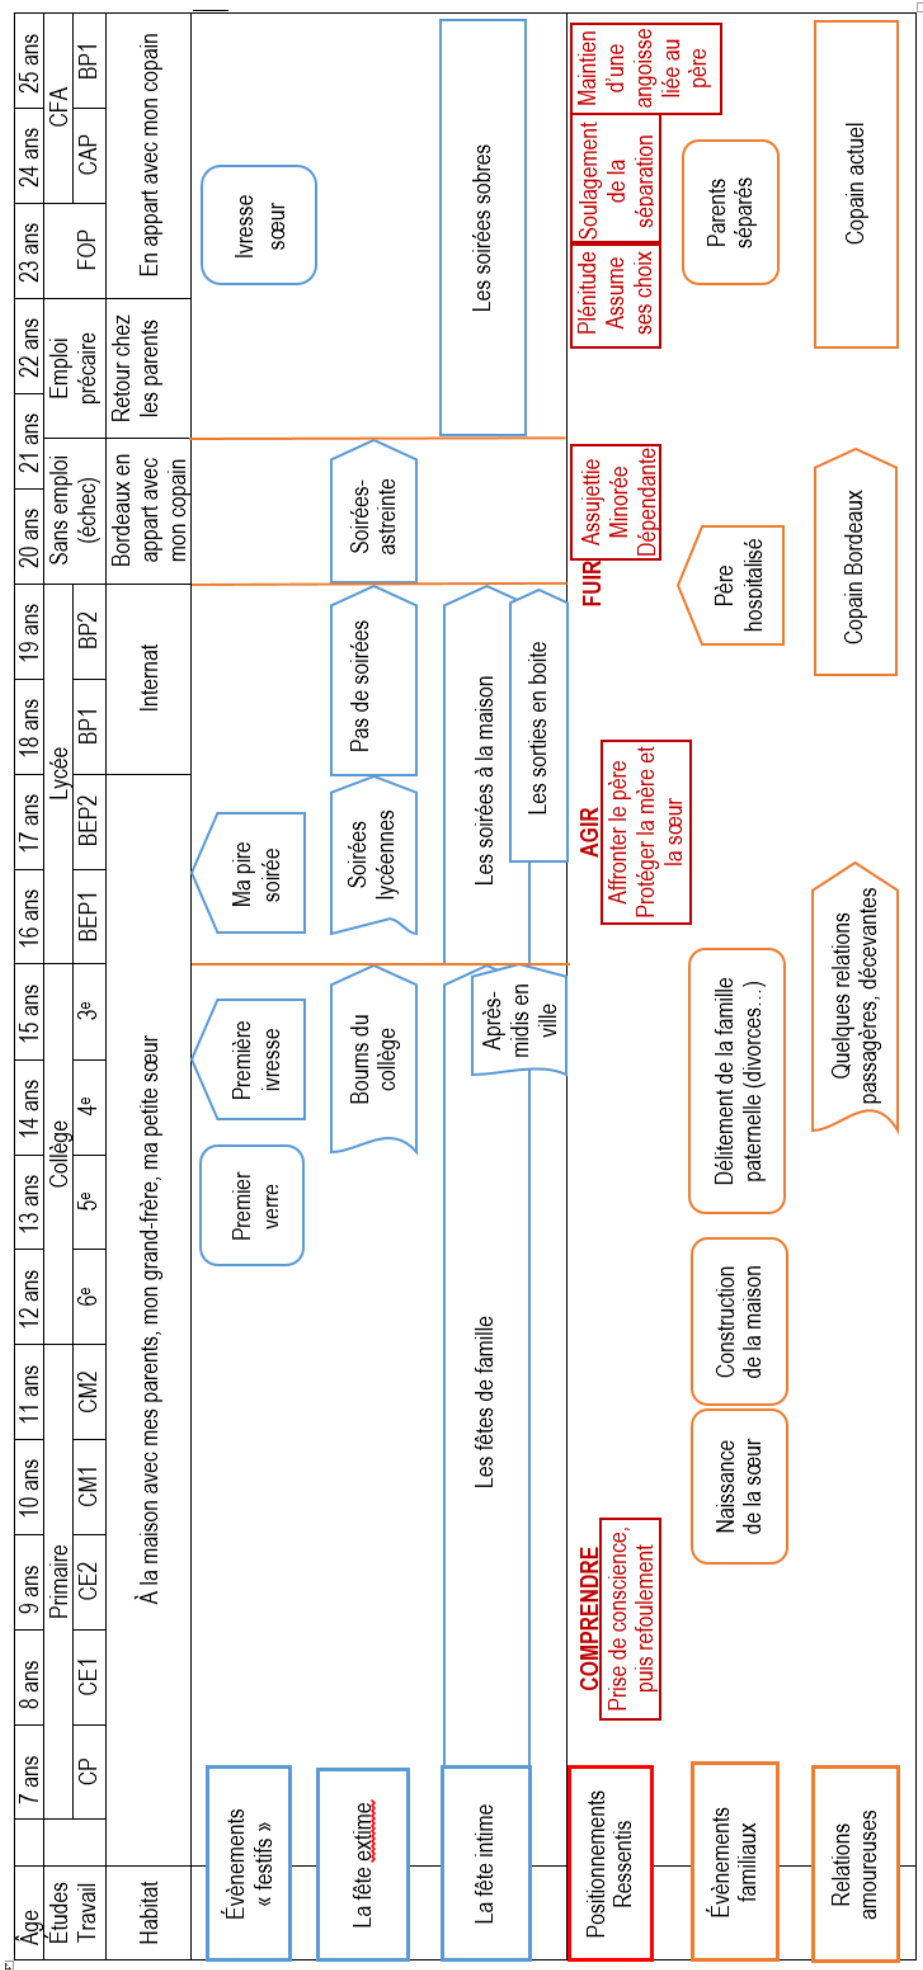 Âge
7 ans
8 ans
9 ans
10 ans
11 ans
12 ans
13 ans
14 ans
15 ans
16 ans
17 ans
18 ans
19 ans
20 ans
21 ans
22 ans
23 ans
24 ans
25 ans
Études
Travail
Primaire
Collège
Lycée
Sans emploi
(échec)
Emploi
précaire
CFA
CP
CE1
CE2
CM1
CM2
6e
5e
4e
3e
BEP1
BEP2
BP1
BP2
FOP
CAP
BP1
Habitat
À la maison avec mes parents, mon grand-frère, ma petite sœur
Internat
Bordeaux en
appart avec
mon copain
Retour chez
les parents
En appart avec mon copain
Évènements
« festifs »
Premier
verre
Première
ivresse
Ma pire
soirée
Ivresse
sœur
La fête extime
Boums du
collège
Soirées
lycéennes
Pas de soirées
Soirées-
astreinte
La fête intime
Les fêtes de famille
Après-
midis en
ville
Les soirées à la maison
Les sorties en boite
Les soirées sobres
Positionnements
Ressentis
COMPRENDRE
Prise de conscience,
puis refoulement
AGIR
Affronter le père
Protéger la mère et
la sœur
FUIR
Assujettie
Minorée
Dépendante
Plénitude
Assume
ses choix
Soulagement
de la
séparation
Maintien
d'une
angoisse
liée au
père
Évènements
familiaux
Naissance
de la sœur
Construction
de la maison
Délitement de la famille
paternelle (divorces…)
Père
hospitalisé
Parents
séparés
Relations
amoureuses
Quelques relations
passagères, décevantes
Copain Bordeaux
Copain actuel